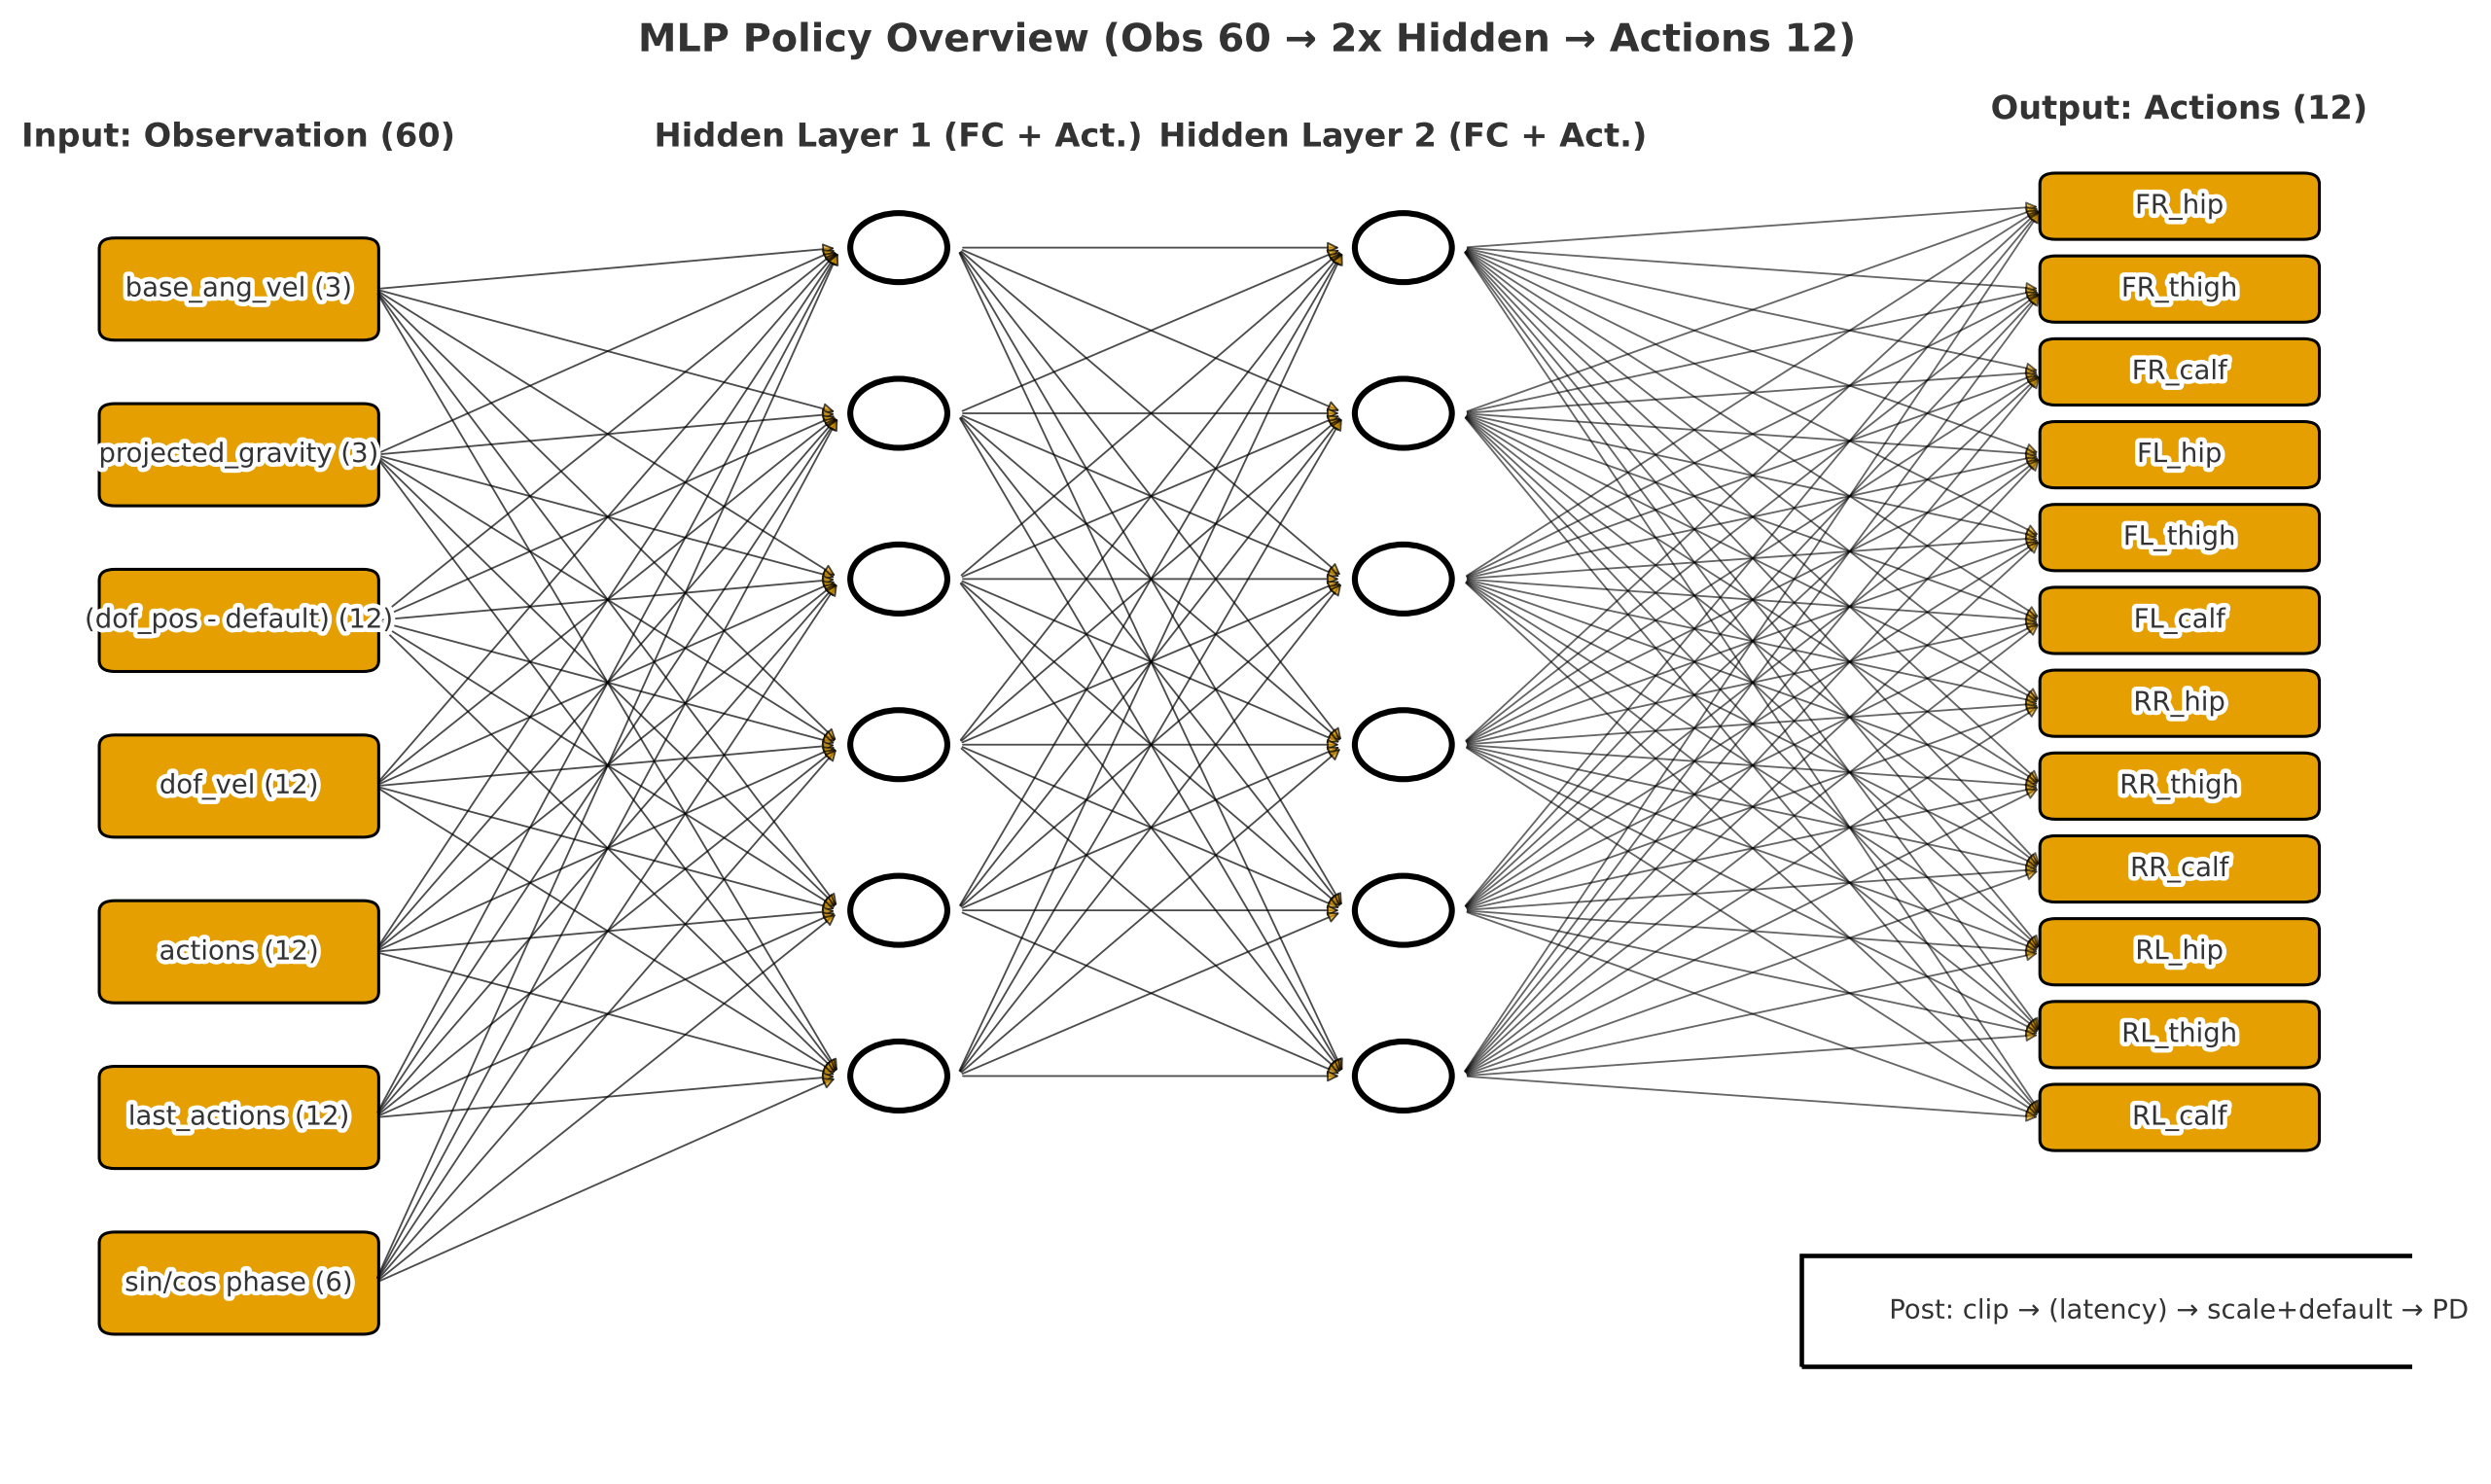 MLP Policy Overview (Obs 60 → 2x Hidden → Actions 12)
Input: Observation (60)
base_ang_vel (3)
projected_gravity (3)
(dof_pos - default) (12)
dof_vel (12)
actions (12)
last_actions (12)
sin/cos phase (6)
Hidden Layer 1 (FC + Act.)
Hidden Layer 2 (FC + Act.)
Output: Actions (12)
FR_hip
FR_thigh
FR_calf
FL_hip
FL_thigh
FL_calf
RR_hip
RR_thigh
RR_calf
RL_hip
RL_thigh
RL_calf
Post: clip → (latency) → scale+default → PD